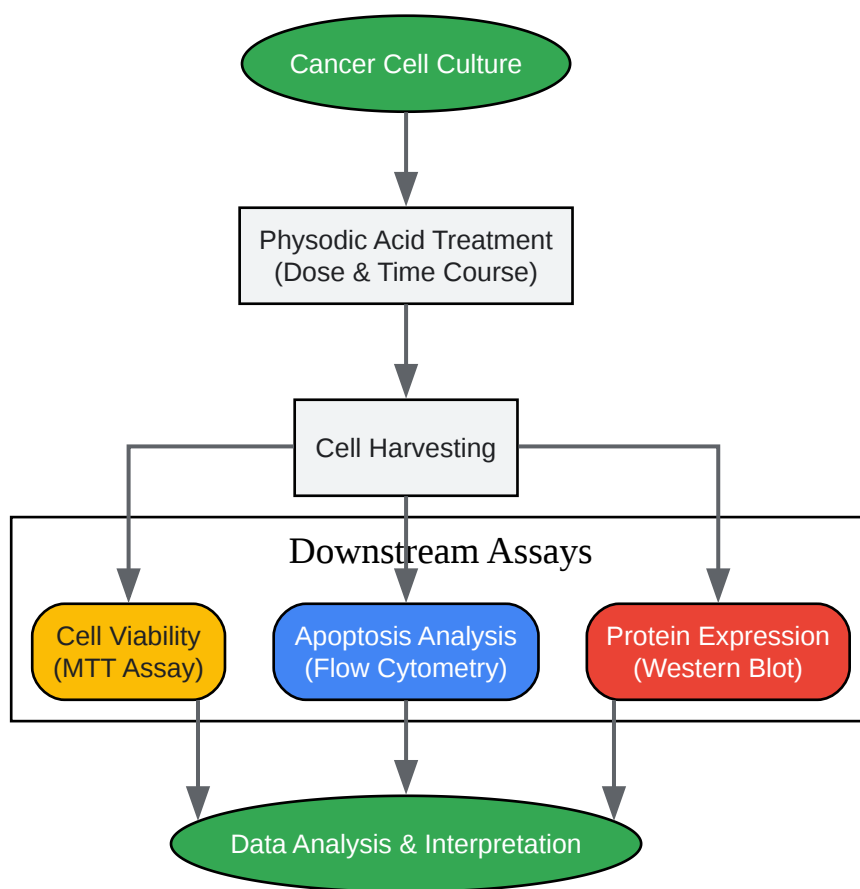 Cancer Cell Culture
Physodic Acid Treatment
(Dose & Time Course)
Cell Harvesting
Downstream Assays
Cell Viability
(MTT Assay)
Apoptosis Analysis
(Flow Cytometry)
Protein Expression
(Western Blot)
Data Analysis & Interpretation